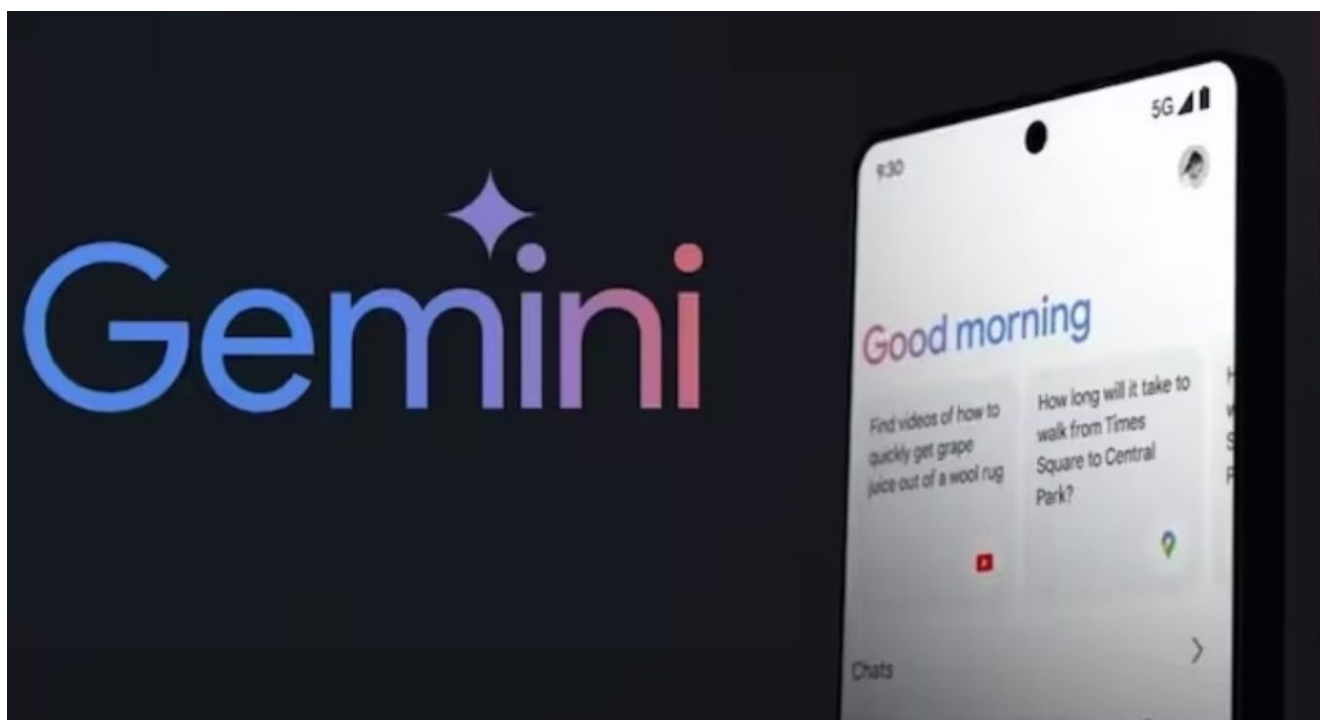 Gemini
9:30
5G
Good morning
Find videos of how to
quickly get grape
juice out of a wool rug
How long will it take to
walk from Times
Square to Central
Park?
Chats